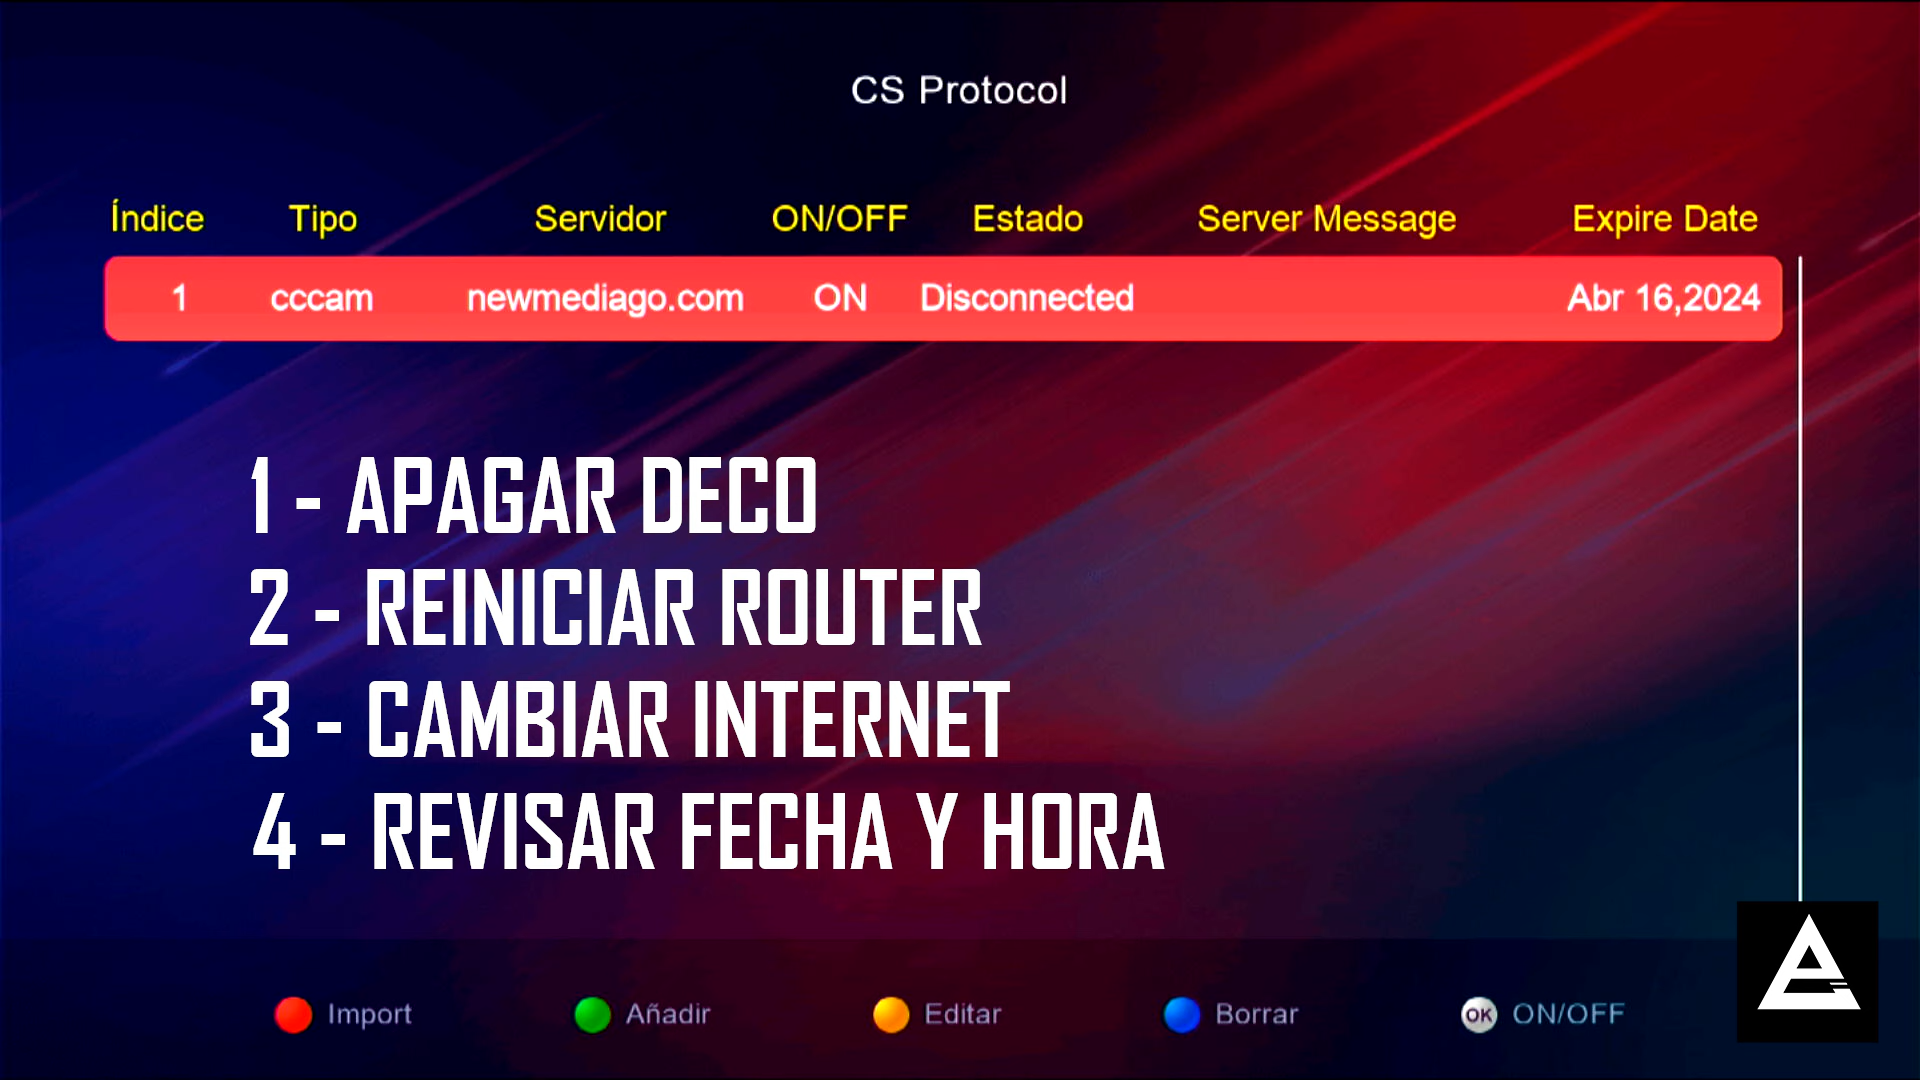 CS Protocol
Índice Tipo Servidor ON/OFF Estado Server Message Expire Date
1 cccam newmediago.com ON Disconnected Abr 16,2024
1 - APAGAR DECO
2 - REINICIAR ROUTER
3 - CAMBIAR INTERNET
4 - REVISAR FECHA Y HORA
Import Añadir Editar Borrar OK ON/OFF